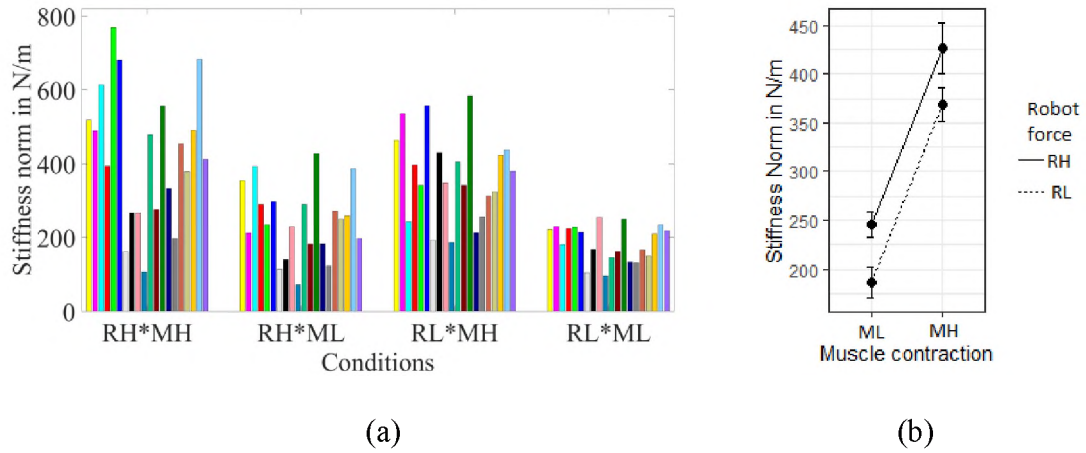 800
600
400
200
0
Stiffness norm in N/m
RH*MH RH*ML RL*MH RL*ML
Conditions
(a)
450
400
350
300
250
200
Stiffness Norm in N/m
ML MH
Muscle contraction
Robot
force
RH
RL
(b)